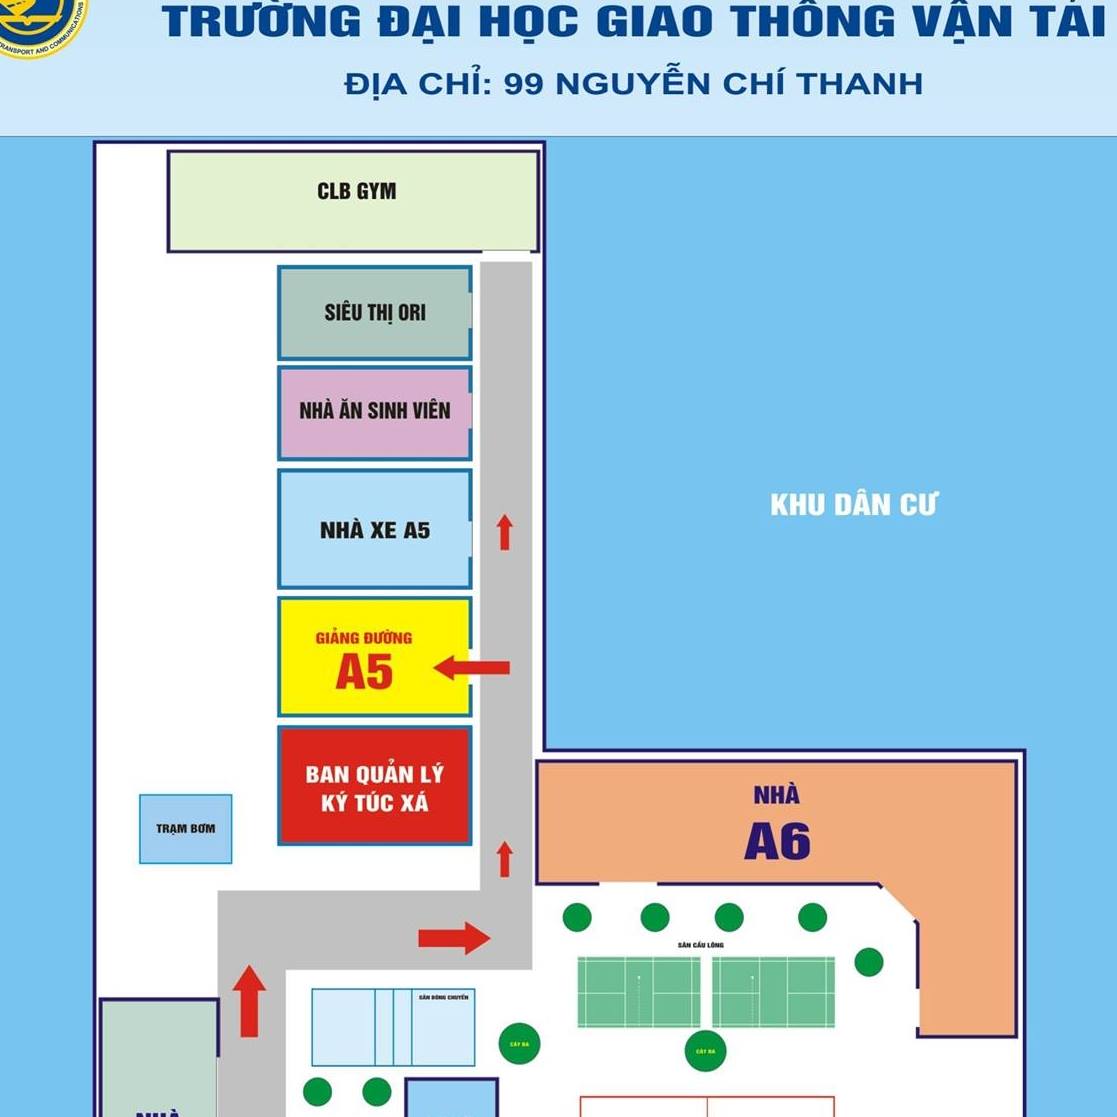 TRƯỜNG ĐẠI HỌC GIAO THÔNG VẬN TẢI
TRANSPORT AND COMMUNICATIONS
ĐỊA CHỈ: 99 NGUYỄN CHÍ THANH
CLB GYM
SIÊU THỊ ORI
NHÀ ĂN SINH VIÊN
KHU DÂN CƯ
NHÀ XE A5
GIẢNG ĐƯỜNG
A5
BAN QUẢN LÝ
KÝ TÚC XÁ
NHÀ
A6
TRẠM BƠM
SÂN CẦU LÔNG
SÂN BÓNG CHUYỀN
CÂY ĐA
CÂY ĐA
NHÀ